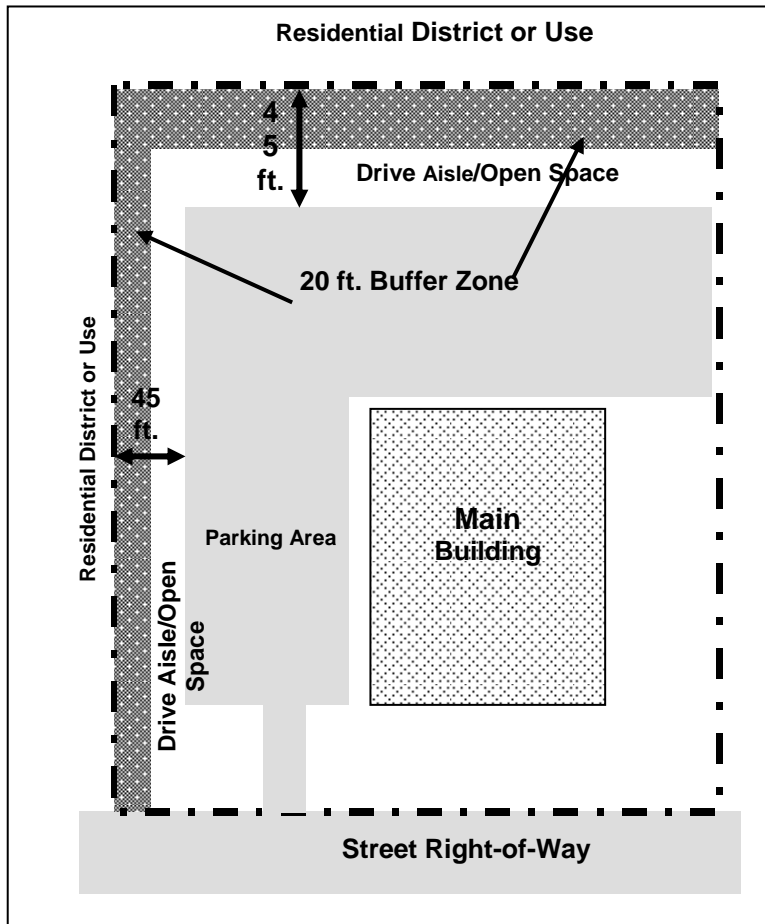 Residential District or Use
4
5
ft.
Drive Aisle/Open Space
20 ft. Buffer Zone
Residential District or Use
45
ft.
Parking Area
Main
Building
Drive Aisle/Open
Space
Street Right-of-Way